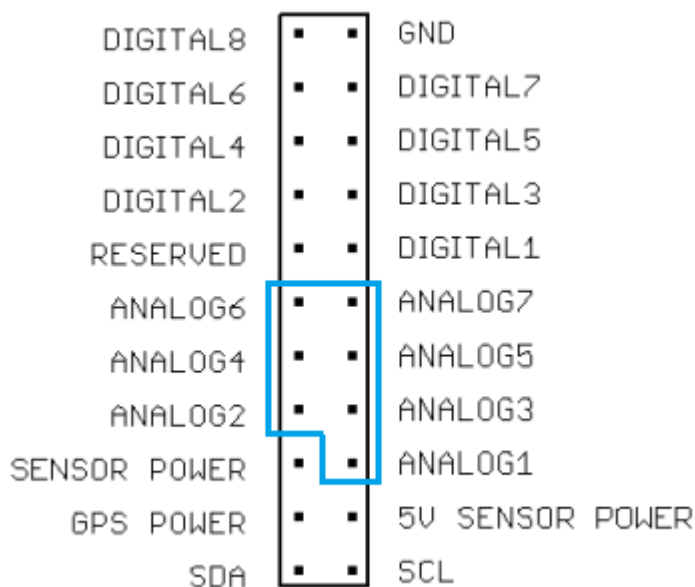 DIGITAL8 GND
DIGITAL6 DIGITAL7
DIGITAL4 DIGITAL5
DIGITAL2 DIGITAL3
RESERVED DIGITAL1
ANALOG6 ANALOG7
ANALOG4 ANALOG5
ANALOG2 ANALOG3
SENSOR POWER ANALOG1
GPS POWER 5V SENSOR POWER
SDA SCL